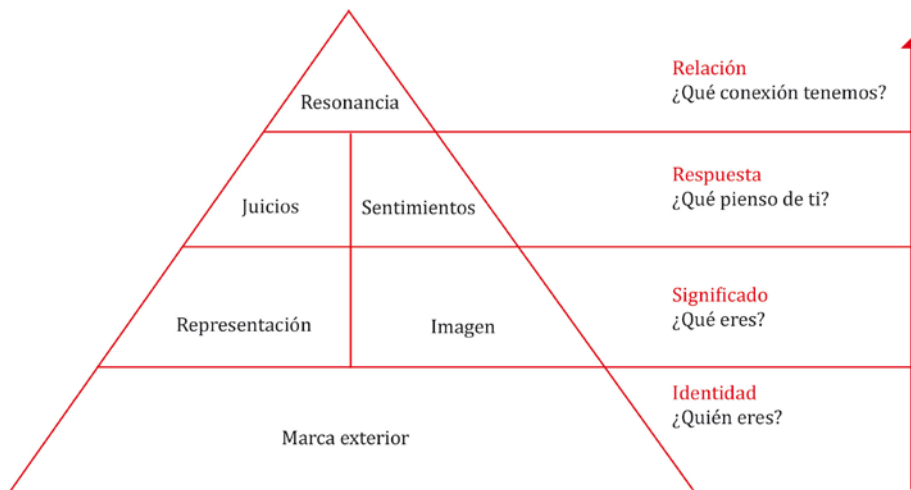 Resonancia
Relación
¿Qué conexión tenemos?
Juicios
Sentimientos
Respuesta
¿Qué pienso de ti?
Representación
Imagen
Significado
¿Qué eres?
Marca exterior
Identidad
¿Quién eres?